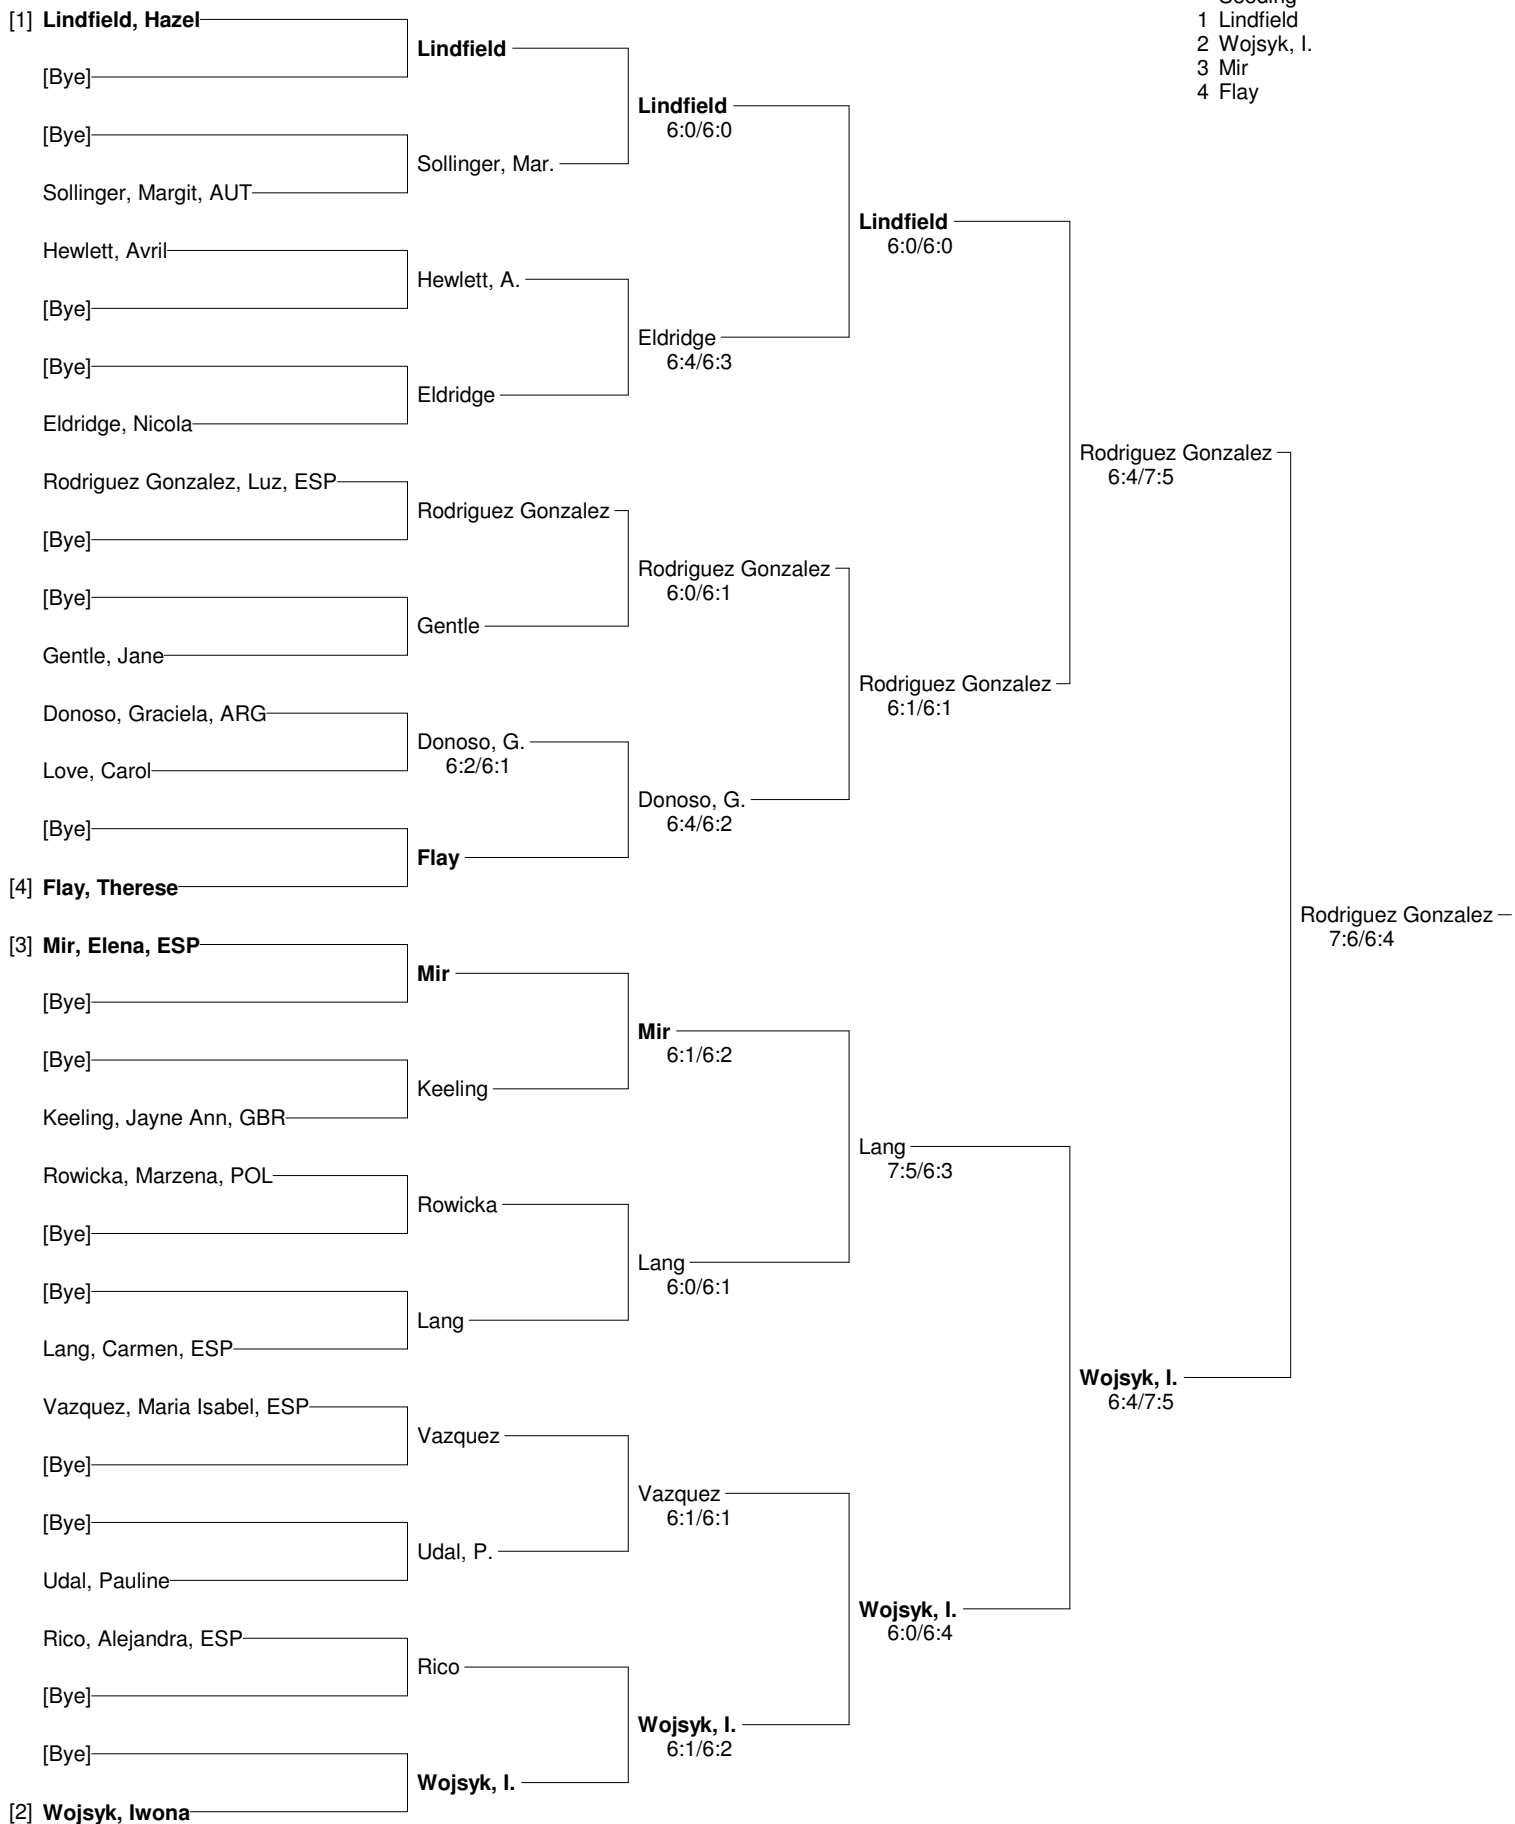 Seeding
1 Lindfield
2 Wojsyk, I.
3 Mir
4 Flay
[1] Lindfield, Hazel
[Bye]
[Bye]
Sollinger, Margit, AUT
Hewlett, Avril
[Bye]
[Bye]
Eldridge, Nicola
Rodriguez Gonzalez, Luz, ESP
[Bye]
[Bye]
Gentle, Jane
Donoso, Graciela, ARG
Love, Carol
[Bye]
[4] Flay, Therese
[3] Mir, Elena, ESP
[Bye]
[Bye]
Keeling, Jayne Ann, GBR
Rowicka, Marzena, POL
[Bye]
[Bye]
Lang, Carmen, ESP
Vazquez, Maria Isabel, ESP
[Bye]
[Bye]
Udal, Pauline
Rico, Alejandra, ESP
[Bye]
[Bye]
[2] Wojsyk, Iwona
Lindfield
Sollinger, Mar.
Hewlett, A.
Eldridge
Rodriguez Gonzalez
Gentle
Donoso, G.
6:2/6:1
Flay
Mir
Keeling
Rowicka
Lang
Vazquez
Udal, P.
Rico
Wojsyk, I.
Lindfield
6:0/6:0
Eldridge
6:4/6:3
Rodriguez Gonzalez
6:0/6:1
Donoso, G.
6:4/6:2
Mir
6:1/6:2
Lang
6:0/6:1
Vazquez
6:1/6:1
Wojsyk, I.
6:1/6:2
Lindfield
6:0/6:0
Rodriguez Gonzalez
6:1/6:1
Lang
7:5/6:3
Wojsyk, I.
6:0/6:4
Rodriguez Gonzalez
6:4/7:5
Wojsyk, I.
6:4/7:5
Rodriguez Gonzalez
7:6/6:4